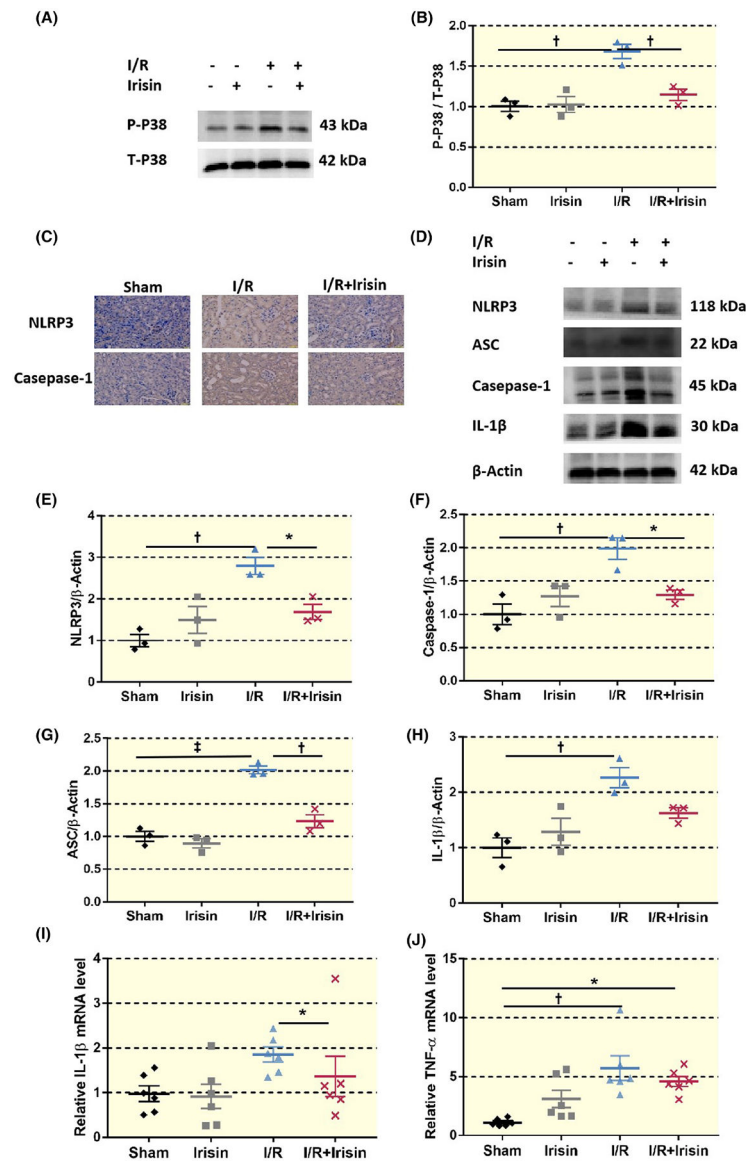 (A)
I/R - - + +
Irisin - + - +
P-P38 43 kDa
T-P38 42 kDa
(B)
P-P38 / T-P38
2.0
1.5
1.0
0.5
0.0
† †
Sham Irisin I/R I/R+Irisin
(C)
Sham I/R I/R+Irisin
NLRP3
Casepase-1
(D)
I/R - - + +
Irisin - + - +
NLRP3 118 kDa
ASC 22 kDa
Casepase-1 45 kDa
IL-1β 30 kDa
β-Actin 42 kDa
(E)
NLRP3/β-Actin
4
3
2
1
0
† *
Sham Irisin I/R I/R+Irisin
(F)
Caspase-1/β-Actin
2.5
2.0
1.5
1.0
0.5
0.0
† *
Sham Irisin I/R I/R+Irisin
(G)
ASC/β-Actin
2.5
2.0
1.5
1.0
0.5
0.0
‡ †
Sham Irisin I/R I/R+Irisin
(H)
IL-1β/β-Actin
3
2
1
0
†
Sham Irisin I/R I/R+Irisin
(I)
Relative IL-1β mRNA level
4
3
2
1
0
*
Sham Irisin I/R I/R+Irisin
(J)
Relative TNF-α mRNA level
15
10
5
0
*
†
Sham Irisin I/R I/R+Irisin